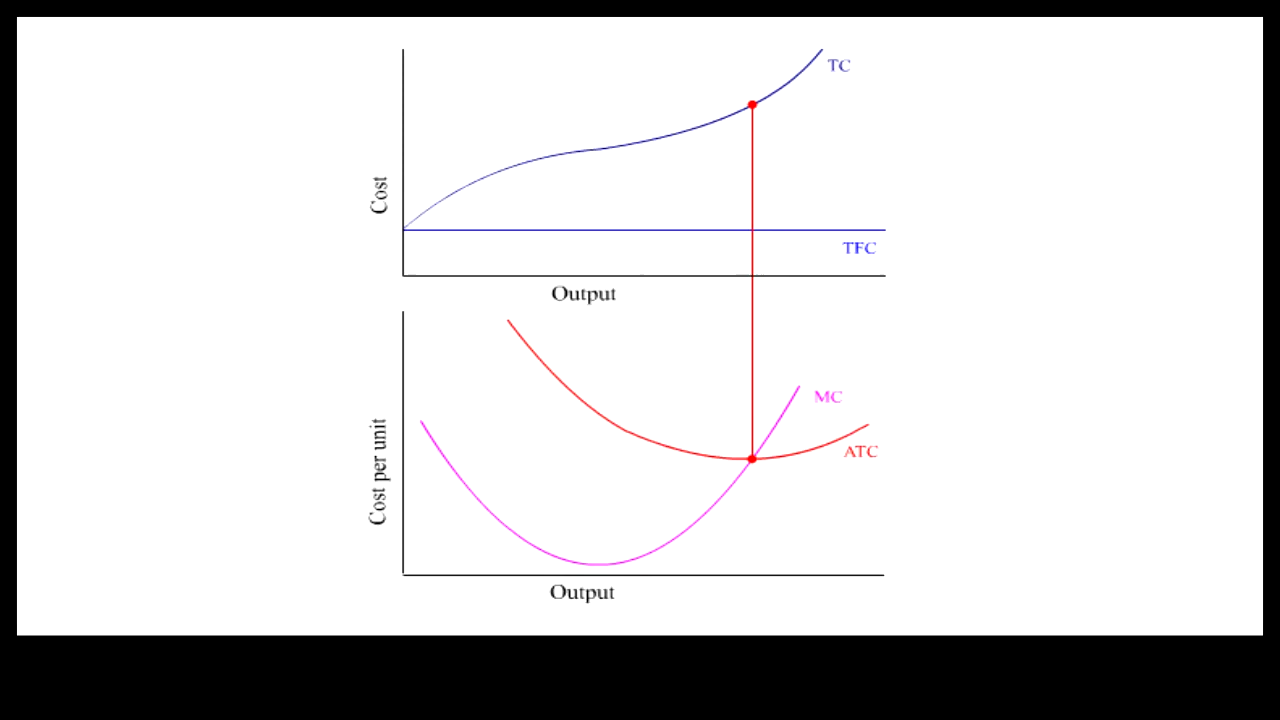 TC
Cost
TFC
Output
MC
ATC
Cost per unit
Output